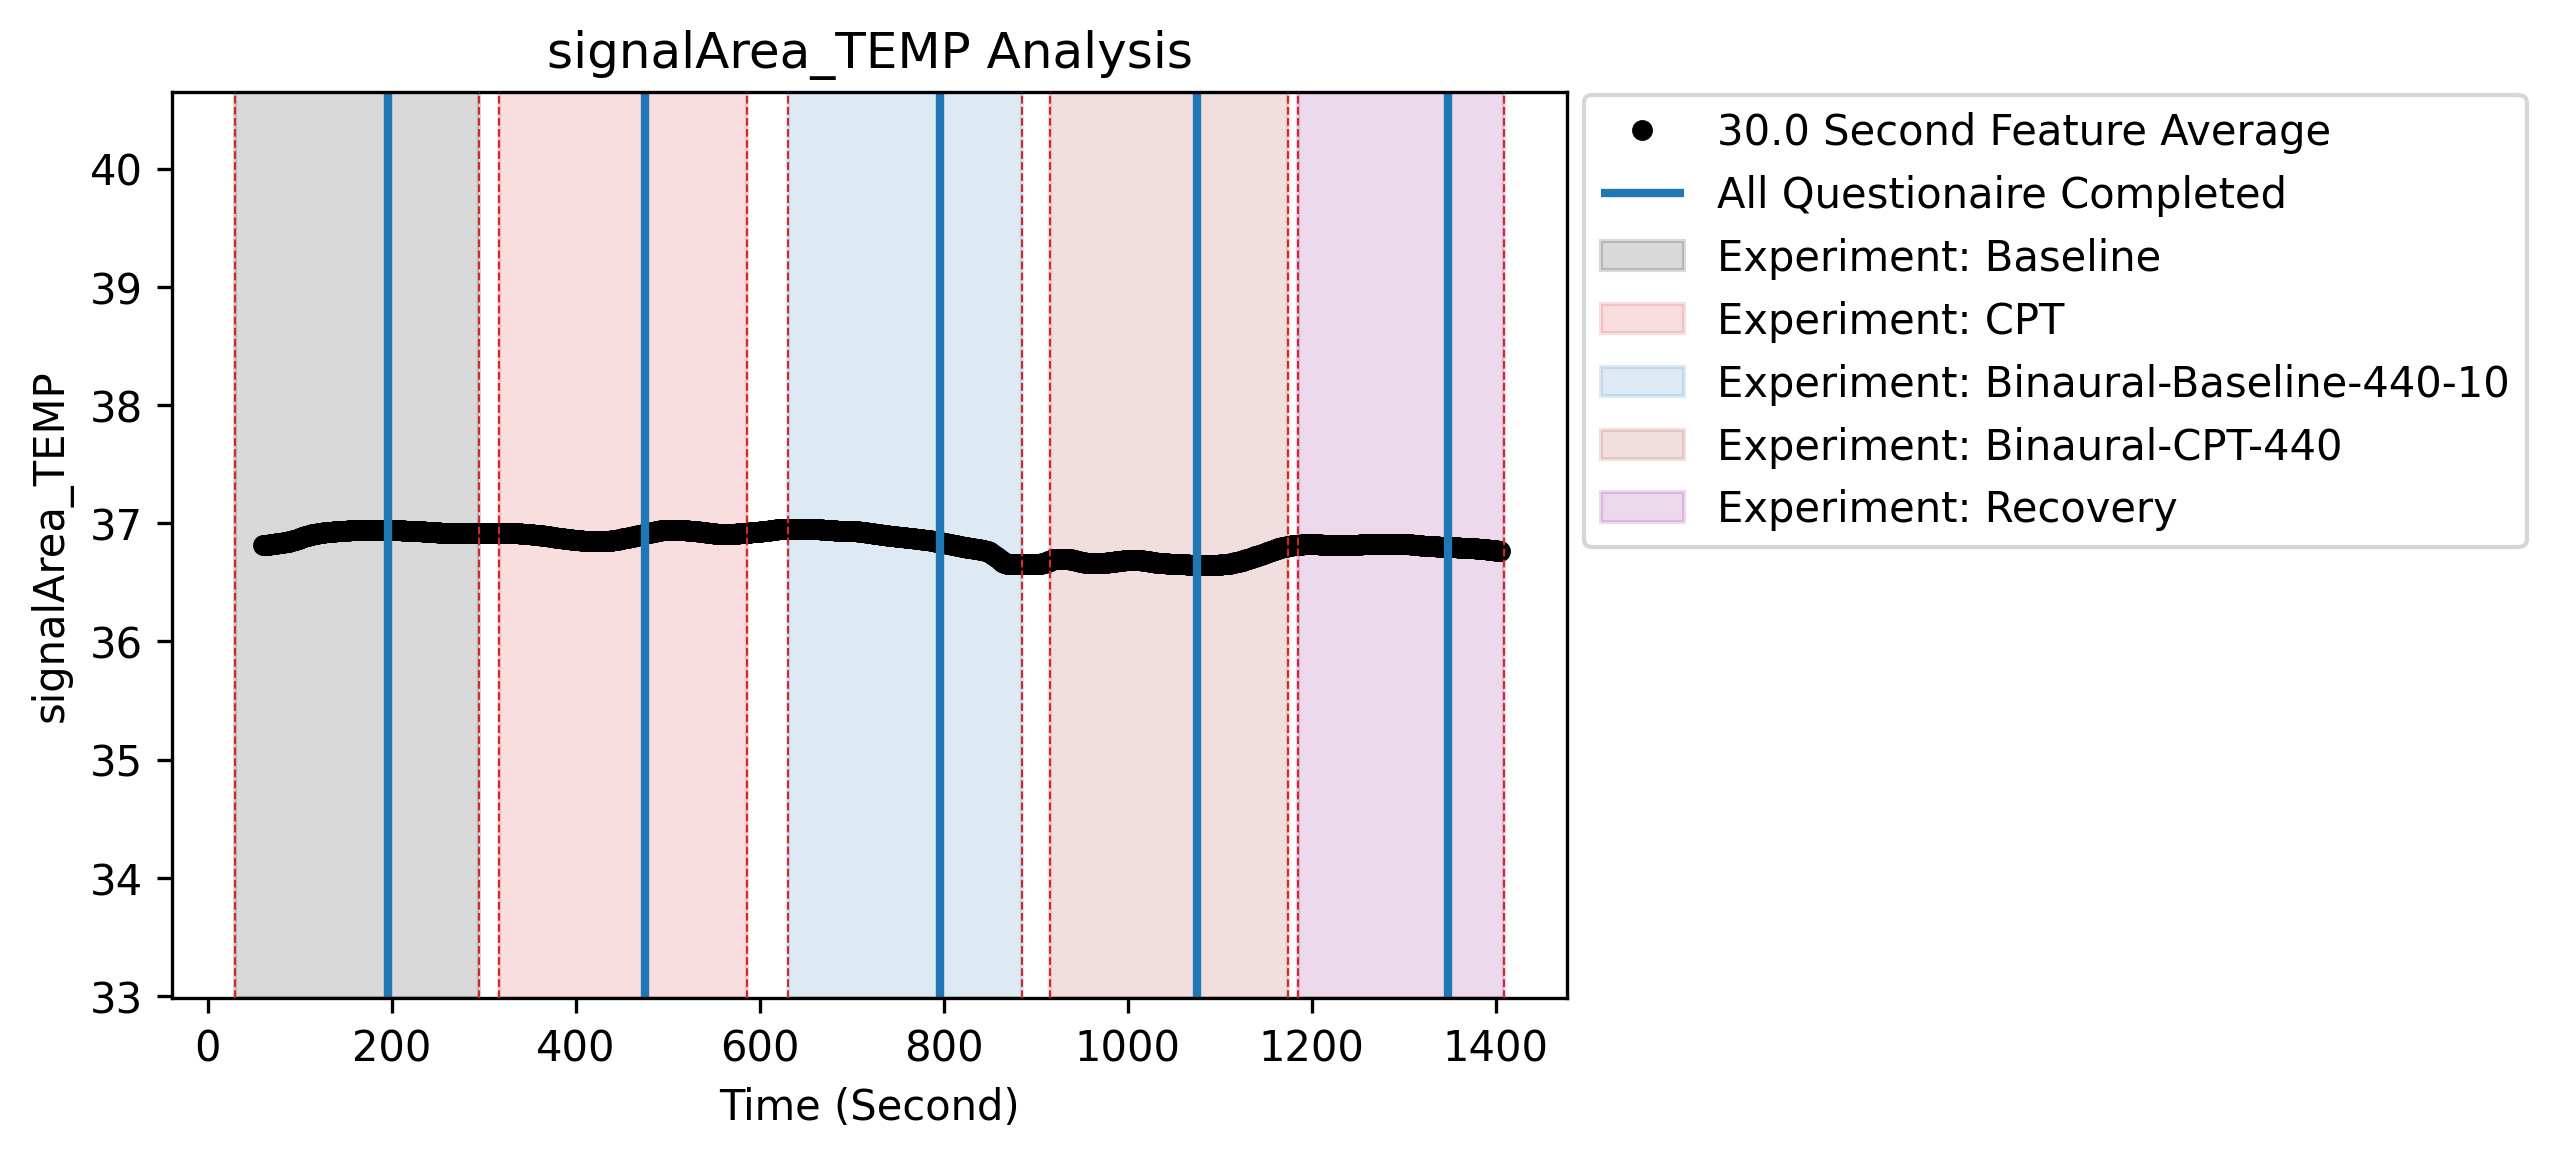 signalArea_TEMP Analysis
signalArea_TEMP
40
39
38
37
36
35
34
33
0 200 400 600 800 1000 1200 1400
Time (Second)
30.0 Second Feature Average
All Questionaire Completed
Experiment: Baseline
Experiment: CPT
Experiment: Binaural-Baseline-440-10
Experiment: Binaural-CPT-440
Experiment: Recovery